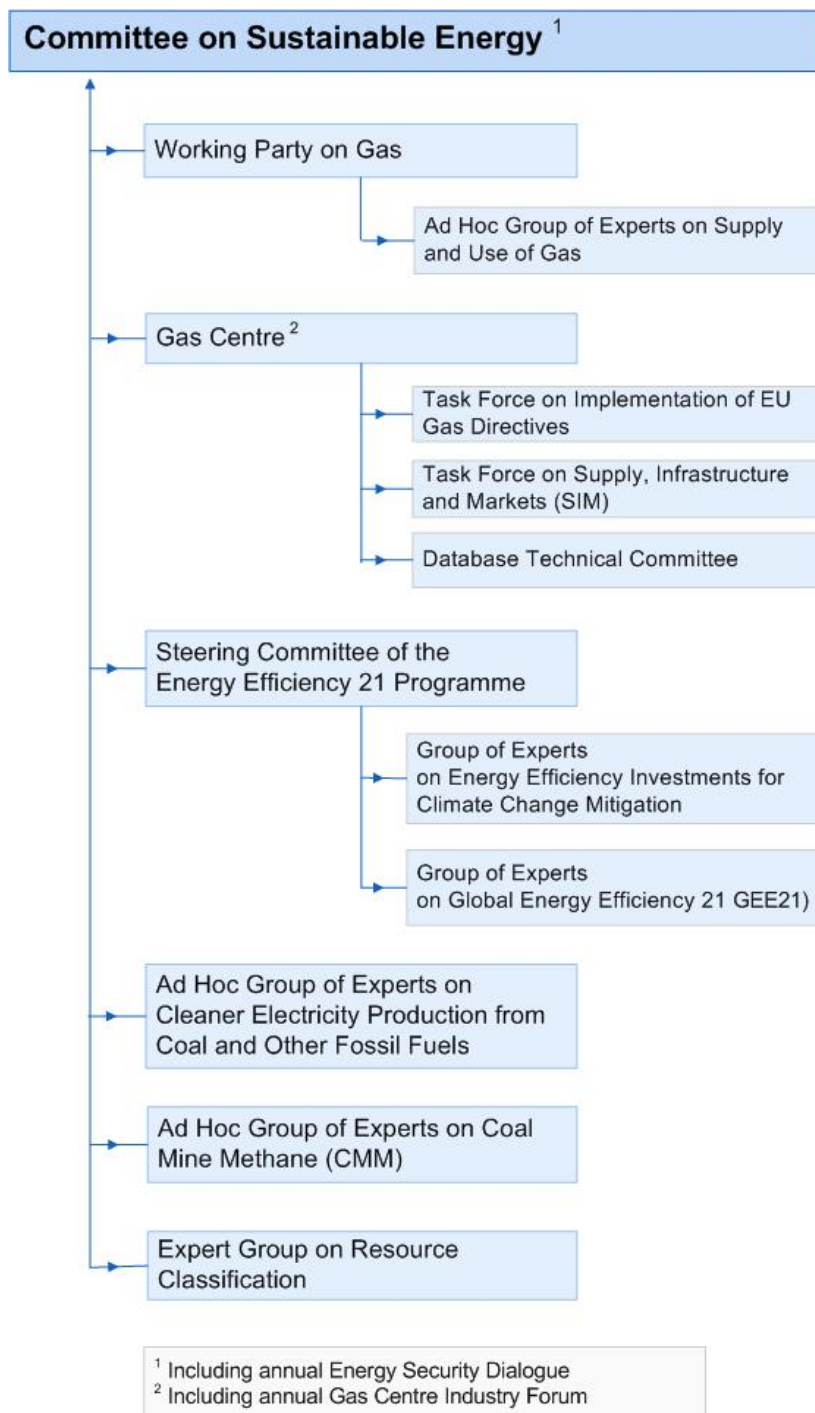 Committee on Sustainable Energy 1
Working Party on Gas
Ad Hoc Group of Experts on Supply
and Use of Gas
Gas Centre 2
Task Force on Implementation of EU
Gas Directives
Task Force on Supply, Infrastructure
and Markets (SIM)
Database Technical Committee
Steering Committee of the
Energy Efficiency 21 Programme
Group of Experts
on Energy Efficiency Investments for
Climate Change Mitigation
Group of Experts
on Global Energy Efficiency 21 GEE21)
Ad Hoc Group of Experts on
Cleaner Electricity Production from
Coal and Other Fossil Fuels
Ad Hoc Group of Experts on Coal
Mine Methane (CMM)
Expert Group on Resource
Classification
1 Including annual Energy Security Dialogue
2 Including annual Gas Centre Industry Forum